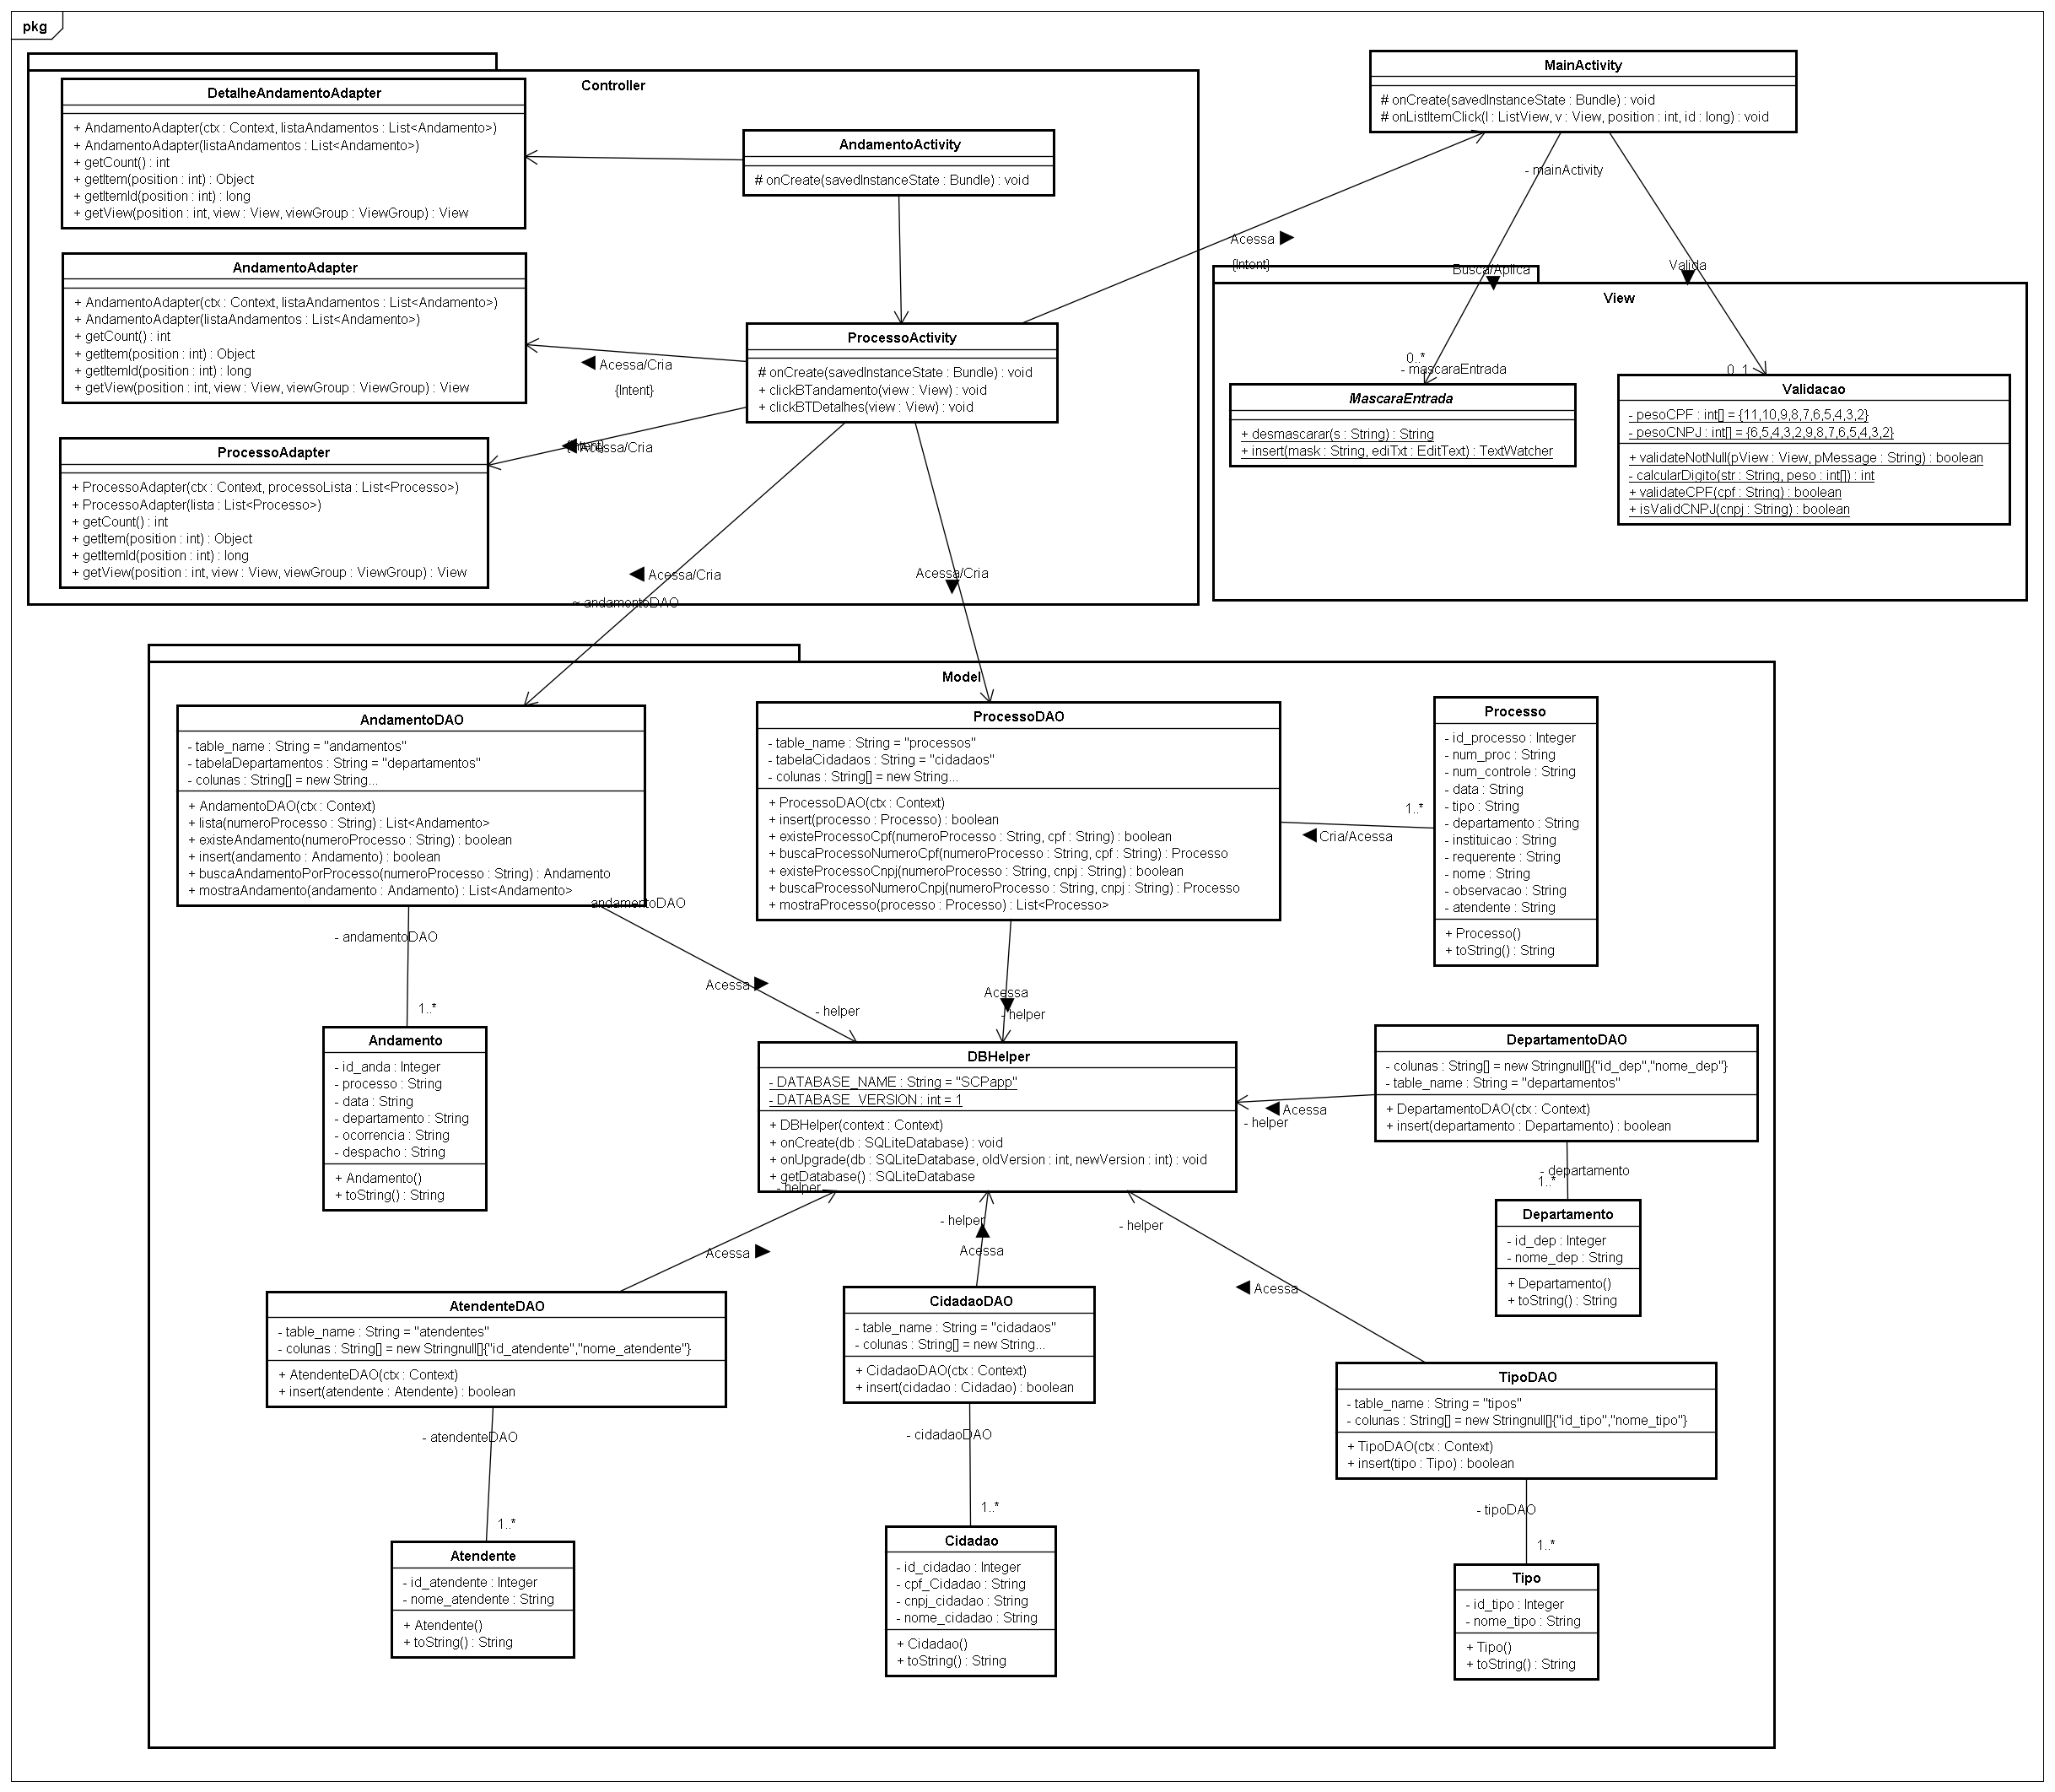 pkg
Controller
DetalheAndamentoAdapter
+ AndamentoAdapter(ctx : Context, listaAndamentos : List<Andamento>)
+ AndamentoAdapter(listaAndamentos : List<Andamento>)
+ getCount() : int
+ getItem(position : int) : Object
+ getItemId(position : int) : long
+ getView(position : int, view : View, viewGroup : ViewGroup) : View
AndamentoActivity
# onCreate(savedInstanceState : Bundle) : void
AndamentoAdapter
+ AndamentoAdapter(ctx : Context, listaAndamentos : List<Andamento>)
+ AndamentoAdapter(listaAndamentos : List<Andamento>)
+ getCount() : int
+ getItem(position : int) : Object
+ getItemId(position : int) : long
+ getView(position : int, view : View, viewGroup : ViewGroup) : View
Acessa/Cria
{Intent}
ProcessoActivity
# onCreate(savedInstanceState : Bundle) : void
+ clickBTandamento(view : View) : void
+ clickBTDetalhes(view : View) : void
{Intent}
Acessa/Cria
ProcessoAdapter
+ ProcessoAdapter(ctx : Context, processoLista : List<Processo>)
+ ProcessoAdapter(lista : List<Processo>)
+ getCount() : int
+ getItem(position : int) : Object
+ getItemId(position : int) : long
+ getView(position : int, view : View, viewGroup : ViewGroup) : View
Acessa/Cria
~ andamontoDAO
Acessa/Cria
MainActivity
# onCreate(savedInstanceState : Bundle) : void
# onListItemClick(l : ListView, v : View, position : int, id : long) : void
- mainActivity
Acessa
{Intent}
Busca/Aplica
Valida
View
0..*
- mascaraEntrada
0..1
MascaraEntrada
+ desmascarar(s : String) : String
+ insert(mask : String, ediTxt : EditText) : TextWatcher
Validacao
- pesoCPF : int[] = {11,10,9,8,7,6,5,4,3,2}
- pesoCNPJ : int[] = {6,5,4,3,2,9,8,7,6,5,4,3,2}
+ validateNotNull(pView : View, pMessage : String) : boolean
- calcularDigito(str : String, peso : int[]) : int
+ validateCPF(cpf : String) : boolean
+ isValidCNPJ(cnpj : String) : boolean
Model
AndamentoDAO
- table_name : String = "andamentos"
- tabelaDepartamentos : String = "departamentos"
- colunas : String[] = new String...
+ AndamentoDAO(ctx : Context)
+ lista(numeroProcesso : String) : List<Andamento>
+ existeAndamento(numeroProcesso : String) : boolean
+ insert(andamento : Andamento) : boolean
+ buscaAndamentoPorProcesso(numeroProcesso : String) : Andamento
+ mostraAndamento(andamento : Andamento) : List<Andamento>
andamontoDAO
ProcessoDAO
- table_name : String = "processos"
- tabelaCidadaos : String = "cidadaos"
- colunas : String[] = new String...
+ ProcessoDAO(ctx : Context)
+ insert(processo : Processo) : boolean
+ existeProcessoCpf(numeroProcesso : String, cpf : String) : boolean
+ buscaProcessoNumeroCpf(numeroProcesso : String, cpf : String) : Processo
+ existeProcessoCnpj(numeroProcesso : String, cnpj : String) : boolean
+ buscaProcessoNumeroCnpj(numeroProcesso : String, cnpj : String) : Processo
+ mostraProcesso(processo : Processo) : List<Processo>
1..*
Cria/Acessa
Processo
- id_processo : Integer
- num_proc : String
- num_controle : String
- data : String
- tipo : String
- departamento : String
- instituicao : String
- requerente : String
- nome : String
- observacao : String
- atendente : String
+ Processo()
+ toString() : String
- andamentoDAO
1..*
Acessa
- helper
Acessa
- helper
Andamento
- id_anda : Integer
- processo : String
- data : String
- departamento : String
- ocorrencia : String
- despacho : String
+ Andamento()
+ toString() : String
DBHelper
- DATABASE_NAME : String = "SCPapp"
- DATABASE_VERSION : int = 1
+ DBHelper(context : Context)
+ onCreate(db : SQLiteDatabase) : void
+ onUpgrade(db : SQLiteDatabase, oldVersion : int, newVersion : int) : void
+ getDatabase() : SQLiteDatabase
- helper
Acessa
- helper
DepartamentoDAO
- colunas : String[] = new Stringnull[]{"id_dep","nome_dep"}
- table_name : String = "departamentos"
+ DepartamentoDAO(ctx : Context)
+ insert(departamento : Departamento) : boolean
- departamento
1..*
Departamento
- id_dep : Integer
- nome_dep : String
+ Departamento()
+ toString() : String
Acessa
- helper
Acessa
- helper
Acessa
AtendenteDAO
- table_name : String = "atendentes"
- colunas : String[] = new Stringnull[]{"id_atendente","nome_atendente"}
+ AtendenteDAO(ctx : Context)
+ insert(atendente : Atendente) : boolean
- atendenteDAO
1..*
Atendente
- id_atendente : Integer
- nome_atendente : String
+ Atendente()
+ toString() : String
CidadaoDAO
- table_name : String = "cidadaos"
- colunas : String[] = new String...
+ CidadaoDAO(ctx : Context)
+ insert(cidadao : Cidadao) : boolean
- cidadaoDAO
1..*
Cidadao
- id_cidadao : Integer
- cpf_Cidadao : String
- cnpj_cidadao : String
- nome_cidadao : String
+ Cidadao()
+ toString() : String
TipoDAO
- table_name : String = "tipos"
- colunas : String[] = new Stringnull[]{"id_tipo","nome_tipo"}
+ TipoDAO(ctx : Context)
+ insert(tipo : Tipo) : boolean
- tipoDAO
1..*
Tipo
- id_tipo : Integer
- nome_tipo : String
+ Tipo()
+ toString() : String